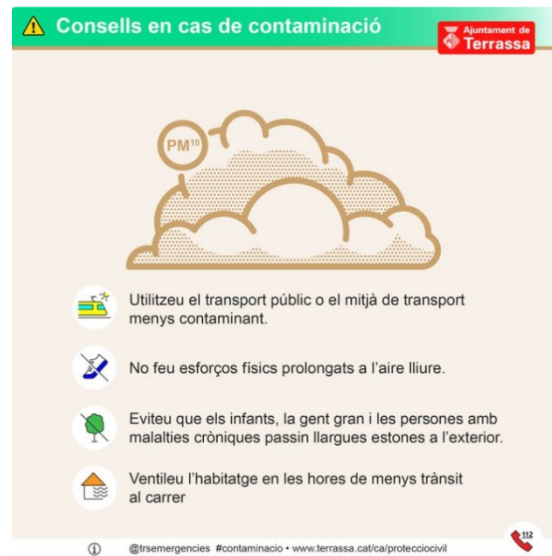 Consells en cas de contaminació
Ajuntament de
Terrassa
PM¹⁰
Utilitzeu el transport públic o el mitjà de transport
menys contaminant.
No feu esforços físics prolongats a l'aire lliure.
Eviteu que els infants, la gent gran i les persones amb
malalties cròniques passin llargues estones a l'exterior.
Ventileu l'habitatge en les hores de menys trànsit
al carrer
112
@trsemergencies #contaminacio • www.terrassa.cat/ca/protecciocivil